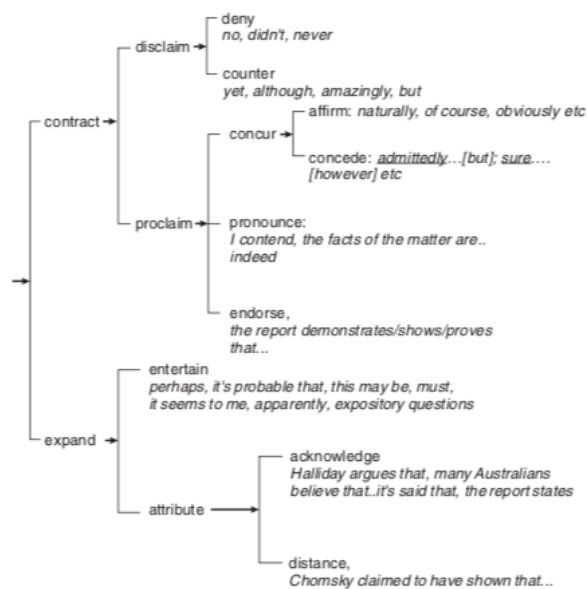 deny
no, didn't, never
disclaim
counter
yet, although, amazingly, but
contract
affirm: naturally, of course, obviously etc
concur
concede: admittedly...[but]; sure....
[however] etc
proclaim
pronounce:
I contend, the facts of the matter are..
indeed
endorse,
the report demonstrates/shows/proves
that...
entertain
perhaps, it's probable that, this may be, must,
it seems to me, apparently, expository questions
expand
acknowledge
Halliday argues that, many Australians
believe that..it's said that, the report states
attribute
distance,
Chomsky claimed to have shown that...